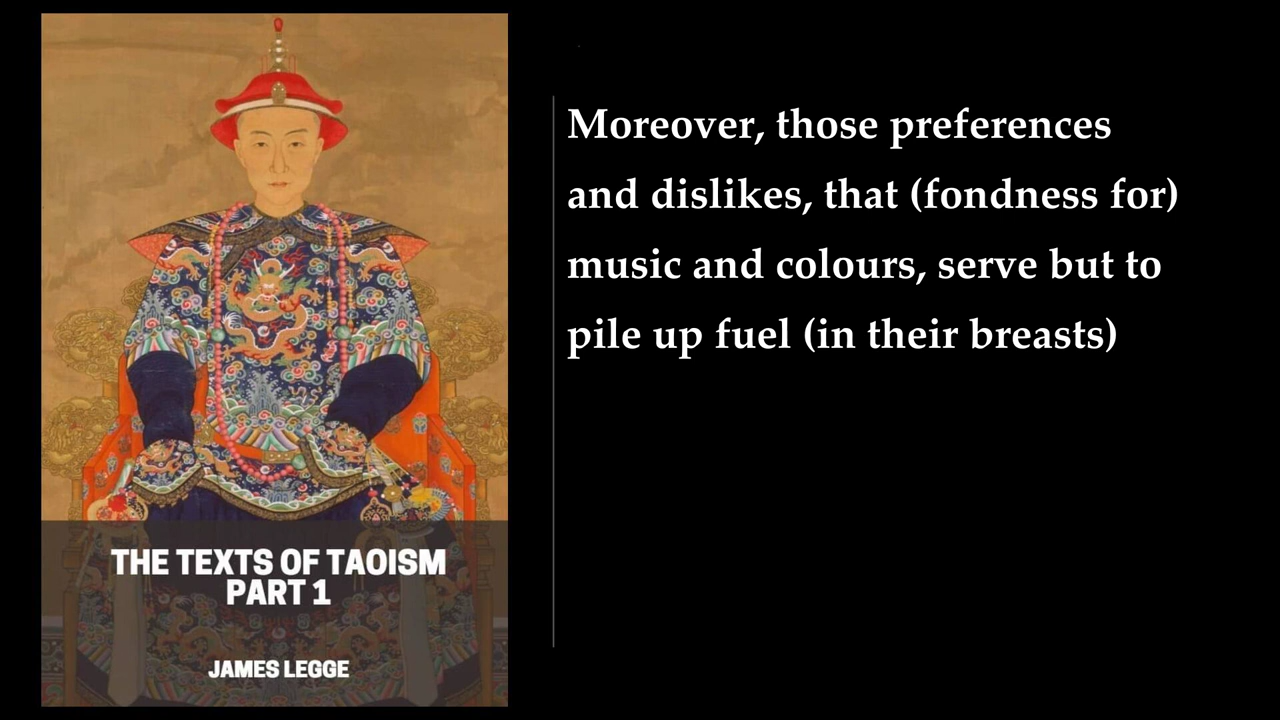 THE TEXTS OF TAOISM
PART 1
JAMES LEGGE
Moreover, those preferences
and dislikes, that (fondness for)
music and colours, serve but to
pile up fuel (in their breasts)